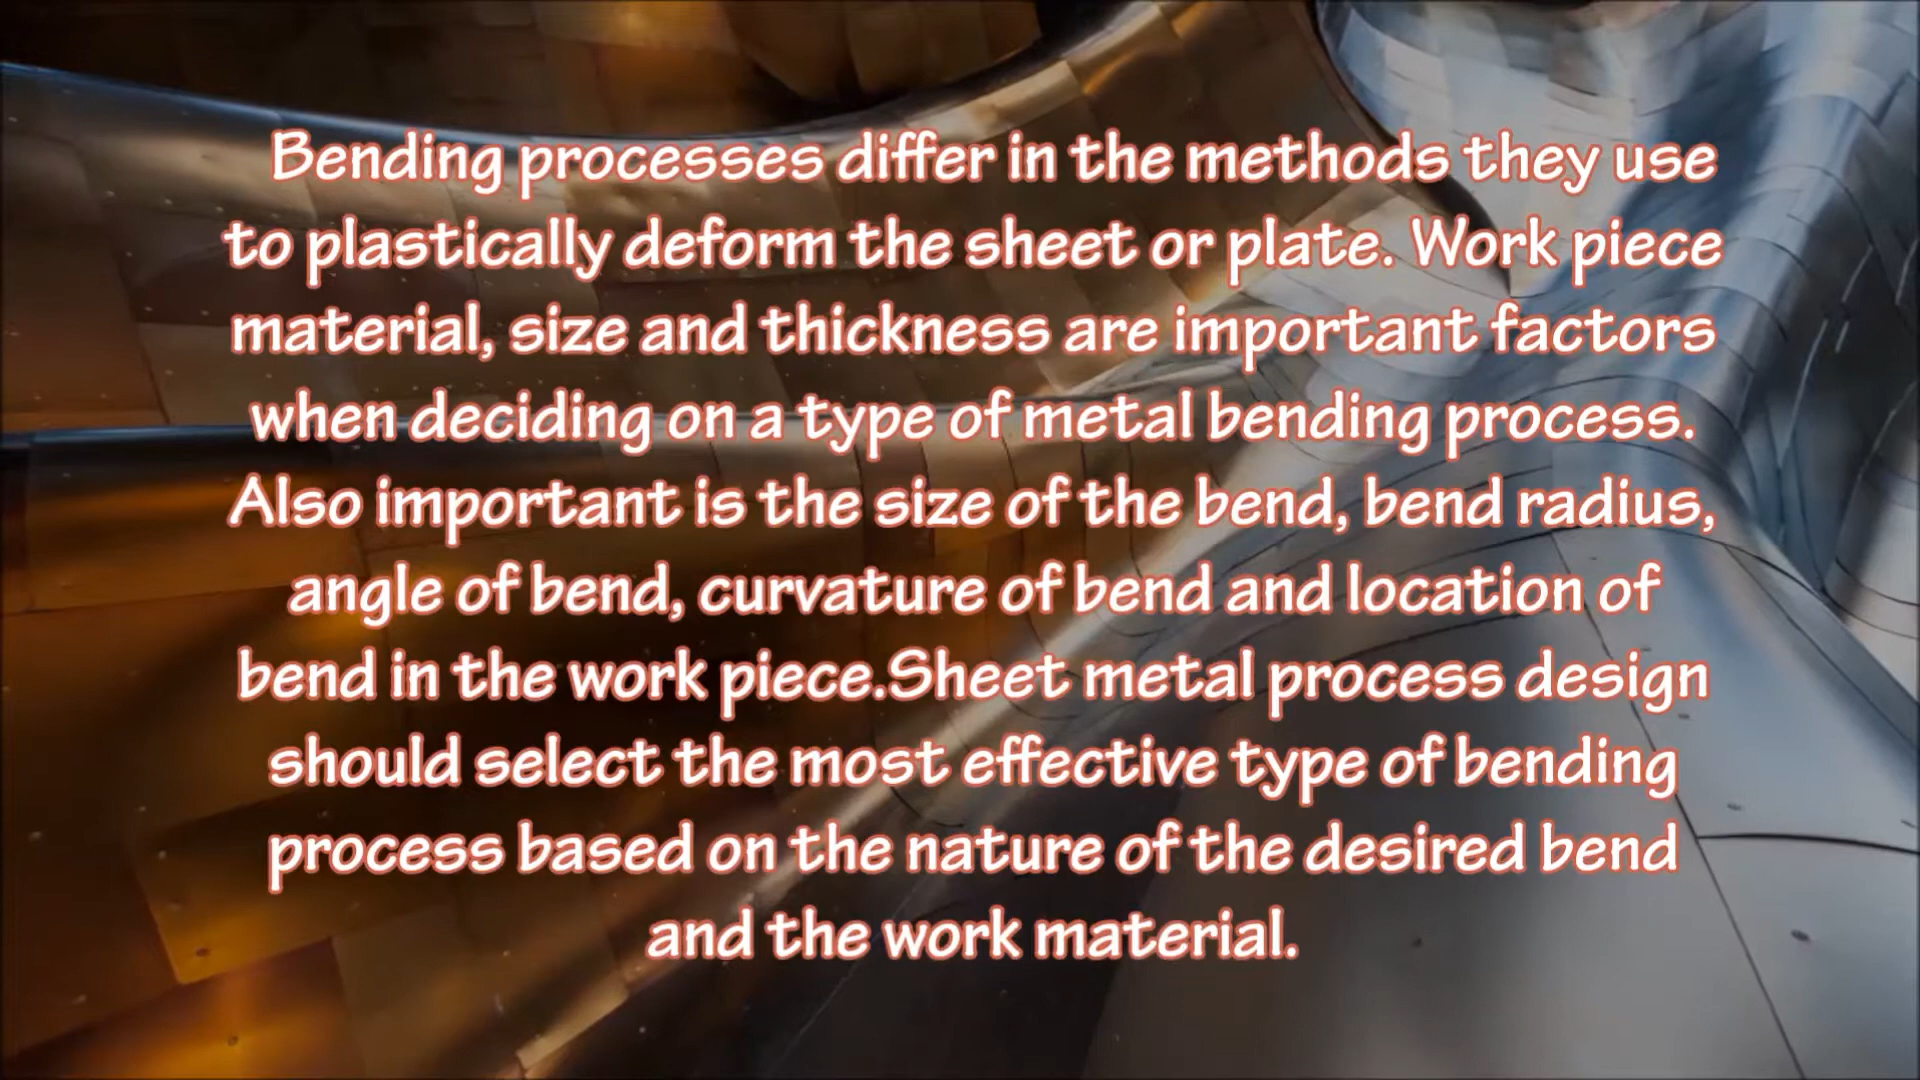 Bending processes differ in the methods they use
to plastically deform the sheet or plate. Work piece
material, size and thickness are important factors
when deciding on a type of metal bending process.
Also important is the size of the bend, bend radius,
angle of bend, curvature of bend and location of
bend in the work piece.Sheet metal process design
should select the most effective type of bending
process based on the nature of the desired bend
and the work material.